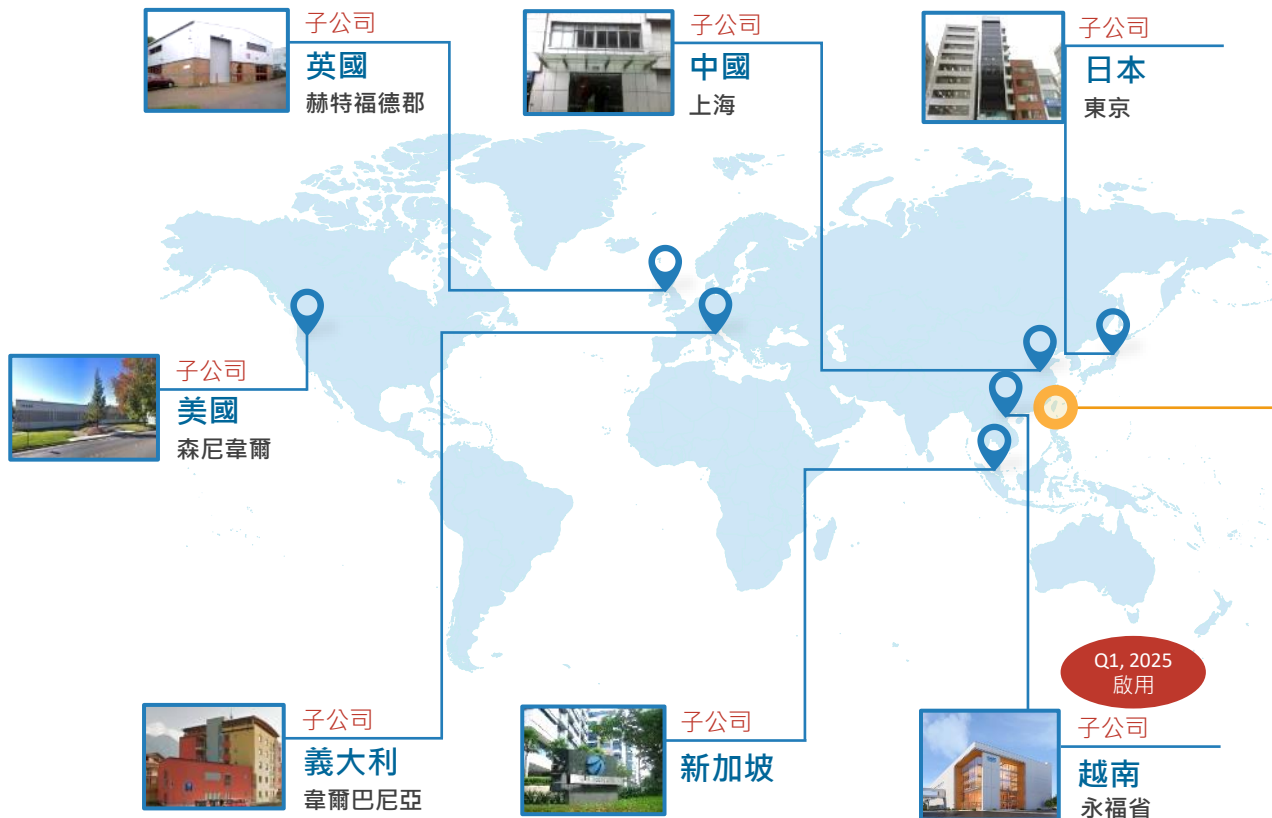 子公司
英國
赫特福德郡
子公司
中國
上海
子公司
日本
東京
子公司
美國
森尼韋爾
Q1, 2025
啟用
子公司
義大利
韋爾巴尼亞
子公司
新加坡
子公司
越南
永福省